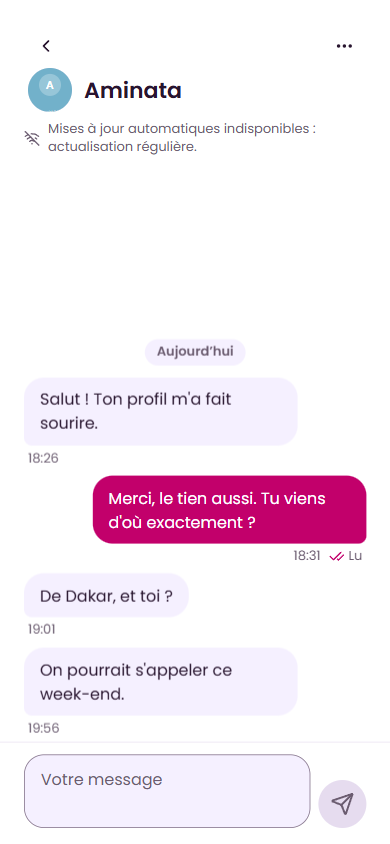 A
Aminata
Mises à jour automatiques indisponibles :
actualisation régulière.
Aujourd'hui
Salut ! Ton profil m'a fait
sourire.
18:26
Merci, le tien aussi. Tu viens
d'où exactement ?
18:31 Lu
De Dakar, et toi ?
19:01
On pourrait s'appeler ce
week-end.
19:56
Votre message